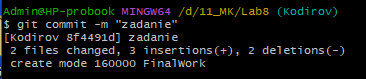 Admin@HP-probook MINGW64 /d/11_MK/Lab8 (Kodirov)
$ git commit -m "zadanie"
[Kodirov 8f4491d] zadanie
 2 files changed, 3 insertions(+), 2 deletions(-)
 create mode 160000 FinalWork